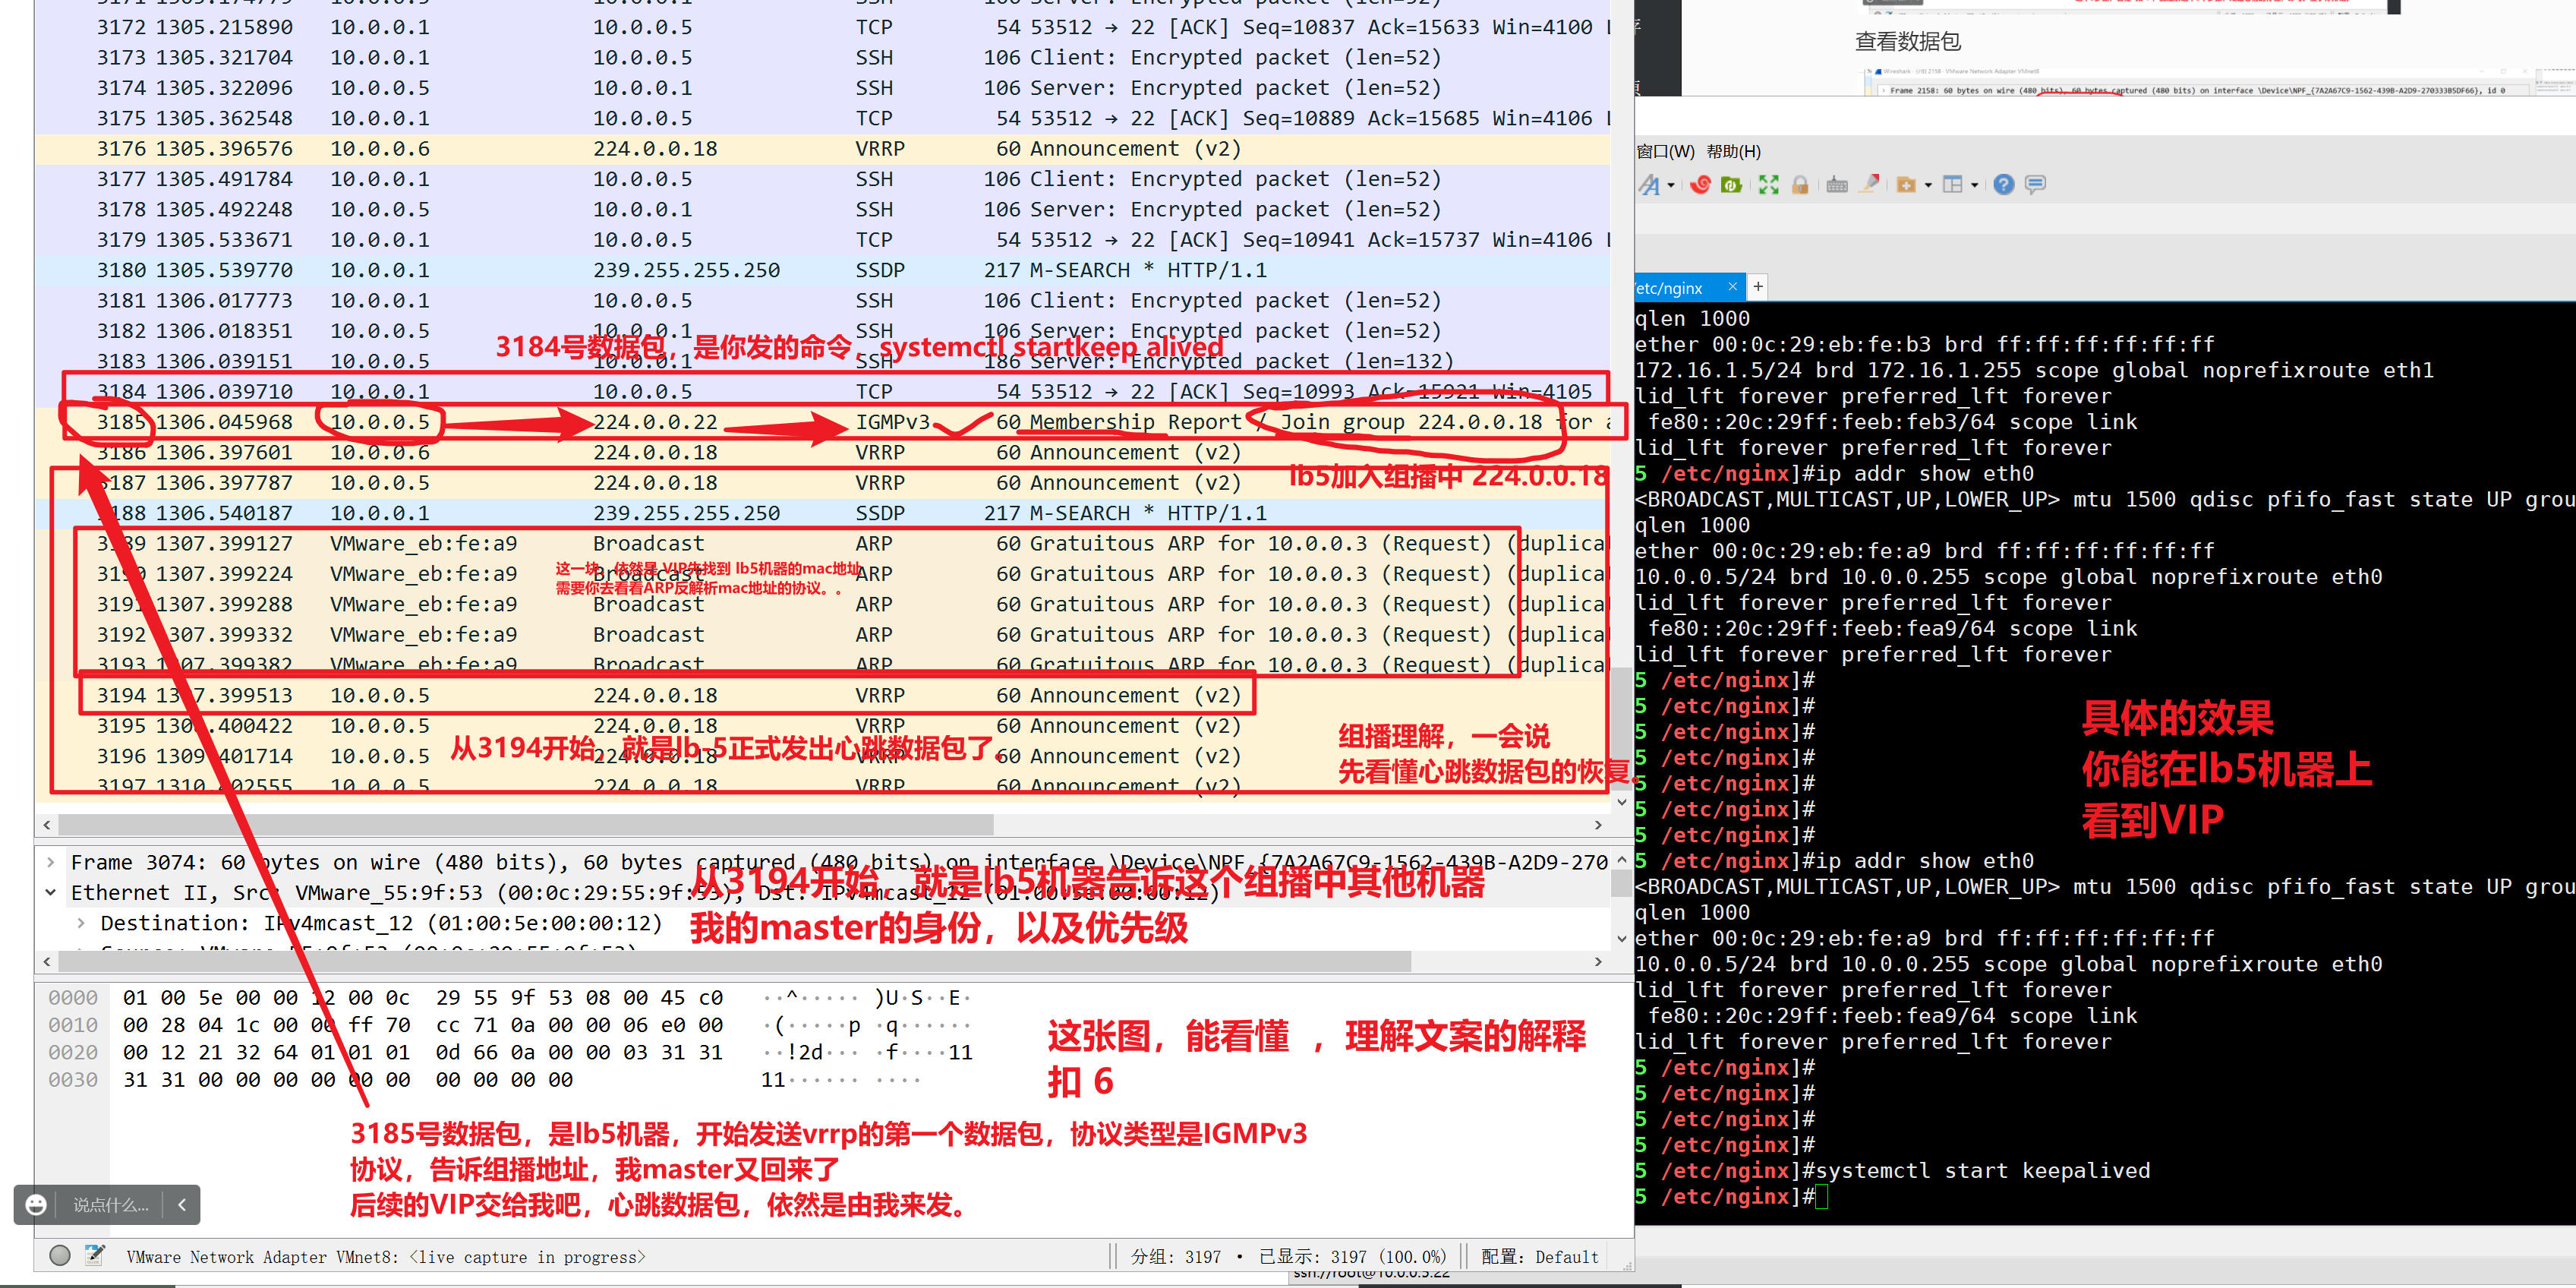 3172 1305.215890 10.0.0.1 10.0.0.5 TCP 54 53512 → 22 [ACK] Seq=10837 Ack=15633 Win=4100 L
3173 1305.321704 10.0.0.1 10.0.0.5 SSH 106 Client: Encrypted packet (len=52)
3174 1305.322096 10.0.0.5 10.0.0.1 SSH 106 Server: Encrypted packet (len=52)
3175 1305.362548 10.0.0.1 10.0.0.5 TCP 54 53512 → 22 [ACK] Seq=10889 Ack=15685 Win=4106 L
3176 1305.396576 10.0.0.6 224.0.0.18 VRRP 60 Announcement (v2)
3177 1305.491784 10.0.0.1 10.0.0.5 SSH 106 Client: Encrypted packet (len=52)
3178 1305.492248 10.0.0.5 10.0.0.1 SSH 106 Server: Encrypted packet (len=52)
3179 1305.533671 10.0.0.1 10.0.0.5 TCP 54 53512 → 22 [ACK] Seq=10941 Ack=15737 Win=4106 L
3180 1305.539770 10.0.0.1 239.255.255.250 SSDP 217 M-SEARCH * HTTP/1.1
3181 1306.017773 10.0.0.1 10.0.0.5 SSH 106 Client: Encrypted packet (len=52)
3182 1306.018351 10.0.0.5 10.0.0.1 SSH 106 Server: Encrypted packet (len=52)
3184号数据包，是你发的命令，systemctl startkeep alived
3183 1306.039151 10.0.0.5 10.0.0.1 SSH 186 Server: Encrypted packet (len=132)
3184 1306.039710 10.0.0.1 10.0.0.5 TCP 54 53512 → 22 [ACK] Seq=10993 Ack=15921 Win=4105
3185 1306.045968 10.0.0.5 224.0.0.22 IGMPv3 60 Membership Report / Join group 224.0.0.18 for a
3186 1306.397601 10.0.0.6 224.0.0.18 VRRP 60 Announcement (v2)
lb5加入组播中 224.0.0.18
3187 1306.397787 10.0.0.5 224.0.0.18 VRRP 60 Announcement (v2)
3188 1306.540187 10.0.0.1 239.255.255.250 SSDP 217 M-SEARCH * HTTP/1.1
3189 1307.399127 VMware_eb:fe:a9 Broadcast ARP 60 Gratuitous ARP for 10.0.0.3 (Request) (duplica
这一块，依然是 VIP先找到 lb5机器的mac地址
3190 1307.399224 VMware_eb:fe:a9 Broadcast ARP 60 Gratuitous ARP for 10.0.0.3 (Request) (duplica
需要你去看看ARP反解析mac地址的协议。。
3191 1307.399288 VMware_eb:fe:a9 Broadcast ARP 60 Gratuitous ARP for 10.0.0.3 (Request) (duplica
3192 1307.399332 VMware_eb:fe:a9 Broadcast ARP 60 Gratuitous ARP for 10.0.0.3 (Request) (duplica
3193 1307.399382 VMware_eb:fe:a9 Broadcast ARP 60 Gratuitous ARP for 10.0.0.3 (Request) (duplica
3194 1307.399513 10.0.0.5 224.0.0.18 VRRP 60 Announcement (v2)
3195 1308.400422 10.0.0.5 224.0.0.18 VRRP 60 Announcement (v2)
从3194开始，就是lb-5正式发出心跳数据包了。
3196 1309.401714 10.0.0.5 224.0.0.18 VRRP 60 Announcement (v2)
3197 1310.402555 10.0.0.5 224.0.0.18 VRRP 60 Announcement (v2)
组播理解，一会说
先看懂心跳数据包的恢复。
Frame 3074: 60 bytes on wire (480 bits), 60 bytes captured (480 bits) on interface \Device\NPF_{7A2A67C9-1562-439B-A2D9-270
Ethernet II, Src: VMware_55:9f:53 (00:0c:29:55:9f:53), Dst: IPv4mcast_12 (01:00:5e:00:00:12)
Destination: IPv4mcast_12 (01:00:5e:00:00:12)
从3194开始，就是lb5机器告诉这个组播中其他机器
我的master的身份，以及优先级
0000 01 00 5e 00 00 12 00 0c 29 55 9f 53 08 00 45 c0 ··^····· )U·S··E·
0010 00 28 04 1c 00 00 ff 70 cc 71 0a 00 00 06 e0 00 ·(·····p ·q······
0020 00 12 21 32 64 01 01 01 0d 66 0a 00 00 03 31 31 ··!2d··· ·f····11
0030 31 31 00 00 00 00 00 00 00 00 00 00 11······ ····
这张图，能看懂 ，理解文案的解释
扣 6
3185号数据包，是lb5机器，开始发送vrrp的第一个数据包，协议类型是IGMPv3
协议，告诉组播地址，我master又回来了
后续的VIP交给我吧，心跳数据包，依然是由我来发。
说点什么...
VMware Network Adapter VMnet8: <live capture in progress>
分组: 3197 · 已显示: 3197 (100.0%)
配置: Default
查看数据包
Frame 2158: 60 bytes on wire (480 bits), 60 bytes captured (480 bits) on interface \Device\NPF_{7A2A67C9-1562-439B-A2D9-270333B5DF66}, id 0
窗口(W) 帮助(H)
/etc/nginx × +
qlen 1000
ether 00:0c:29:eb:fe:b3 brd ff:ff:ff:ff:ff:ff
172.16.1.5/24 brd 172.16.1.255 scope global noprefixroute eth1
lid_lft forever preferred_lft forever
fe80::20c:29ff:feeb:feb3/64 scope link
lid_lft forever preferred_lft forever
5 /etc/nginx]#ip addr show eth0
<BROADCAST,MULTICAST,UP,LOWER_UP> mtu 1500 qdisc pfifo_fast state UP grou
qlen 1000
ether 00:0c:29:eb:fe:a9 brd ff:ff:ff:ff:ff:ff
10.0.0.5/24 brd 10.0.0.255 scope global noprefixroute eth0
lid_lft forever preferred_lft forever
fe80::20c:29ff:feeb:fea9/64 scope link
lid_lft forever preferred_lft forever
5 /etc/nginx]#
5 /etc/nginx]#
5 /etc/nginx]#
5 /etc/nginx]#
5 /etc/nginx]#
5 /etc/nginx]#
5 /etc/nginx]#
具体的效果
你能在lb5机器上
看到VIP
5 /etc/nginx]#ip addr show eth0
<BROADCAST,MULTICAST,UP,LOWER_UP> mtu 1500 qdisc pfifo_fast state UP grou
qlen 1000
ether 00:0c:29:eb:fe:a9 brd ff:ff:ff:ff:ff:ff
10.0.0.5/24 brd 10.0.0.255 scope global noprefixroute eth0
lid_lft forever preferred_lft forever
fe80::20c:29ff:feeb:fea9/64 scope link
lid_lft forever preferred_lft forever
5 /etc/nginx]#
5 /etc/nginx]#
5 /etc/nginx]#
5 /etc/nginx]#
5 /etc/nginx]#systemctl start keepalived
5 /etc/nginx]#
ssh://root@10.0.0.5:22